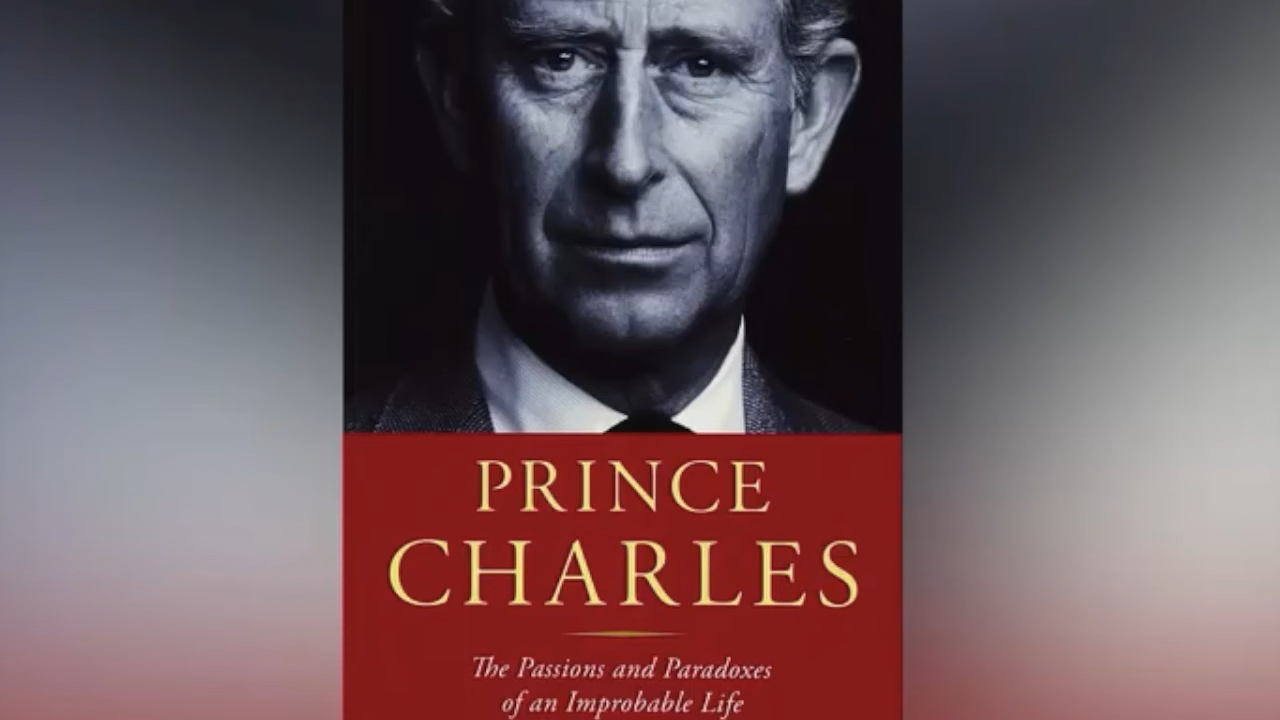 PRINCE
CHARLES
The Passions and Paradoxes
of an Improbable Life